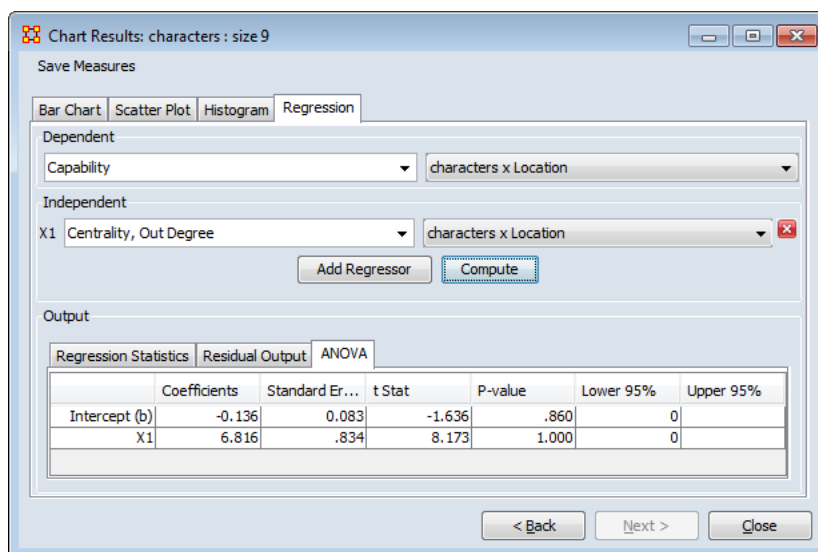 Chart Results: characters : size 9
Save Measures
Bar Chart Scatter Plot Histogram Regression
Dependent
Capability characters x Location
Independent
X1 Centrality, Out Degree characters x Location
Add Regressor Compute
Output
Regression Statistics Residual Output ANOVA
Coefficients Standard Er... t Stat P-value Lower 95% Upper 95%
Intercept (b) -0.136 0.083 -1.636 .860 0
X1 6.816 .834 8.173 1.000 0
< Back Next > Close